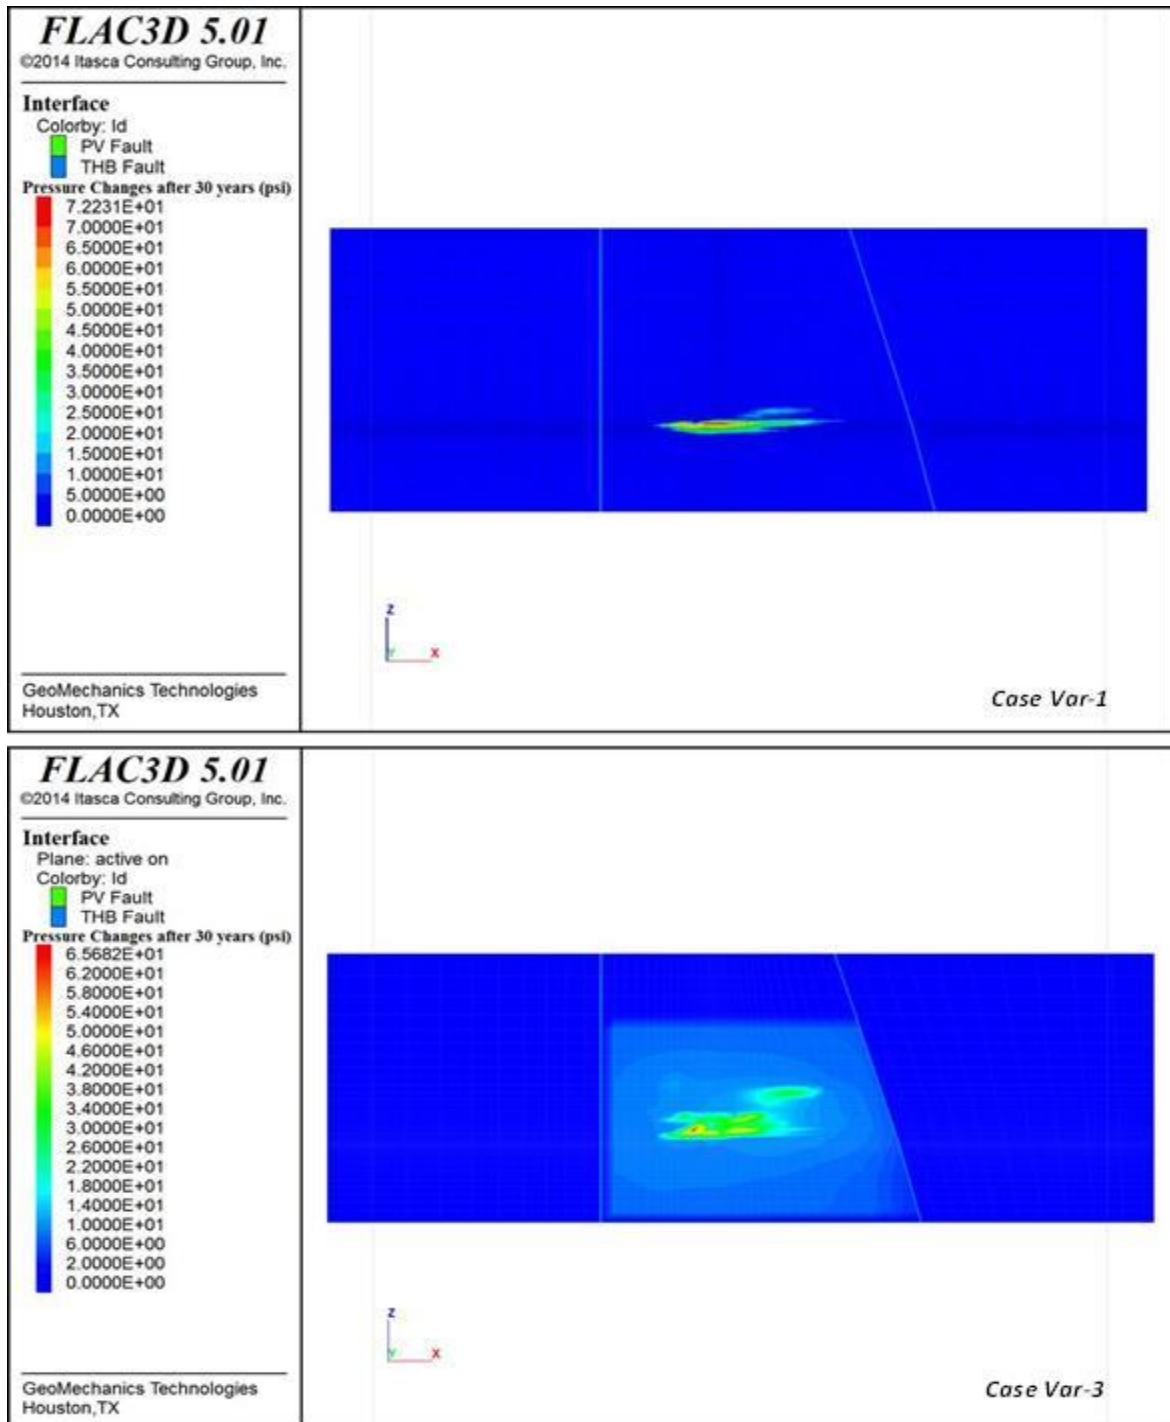 FLAC3D 5.01
©2014 Itasca Consulting Group, Inc.
Interface
Colorby: Id
PV Fault
THB Fault
Pressure Changes after 30 years (psi)
7.2231E+01
7.0000E+01
6.5000E+01
6.0000E+01
5.5000E+01
5.0000E+01
4.5000E+01
4.0000E+01
3.5000E+01
3.0000E+01
2.5000E+01
2.0000E+01
1.5000E+01
1.0000E+01
5.0000E+00
0.0000E+00
Z
Y X
GeoMechanics Technologies
Houston,TX
Case Var-1
FLAC3D 5.01
©2014 Itasca Consulting Group, Inc.
Interface
Plane: active on
Colorby: Id
PV Fault
THB Fault
Pressure Changes after 30 years (psi)
6.5682E+01
6.2000E+01
5.8000E+01
5.4000E+01
5.0000E+01
4.6000E+01
4.2000E+01
3.8000E+01
3.4000E+01
3.0000E+01
2.6000E+01
2.2000E+01
1.8000E+01
1.4000E+01
1.0000E+01
6.0000E+00
2.0000E+00
0.0000E+00
Z
Y X
GeoMechanics Technologies
Houston,TX
Case Var-3